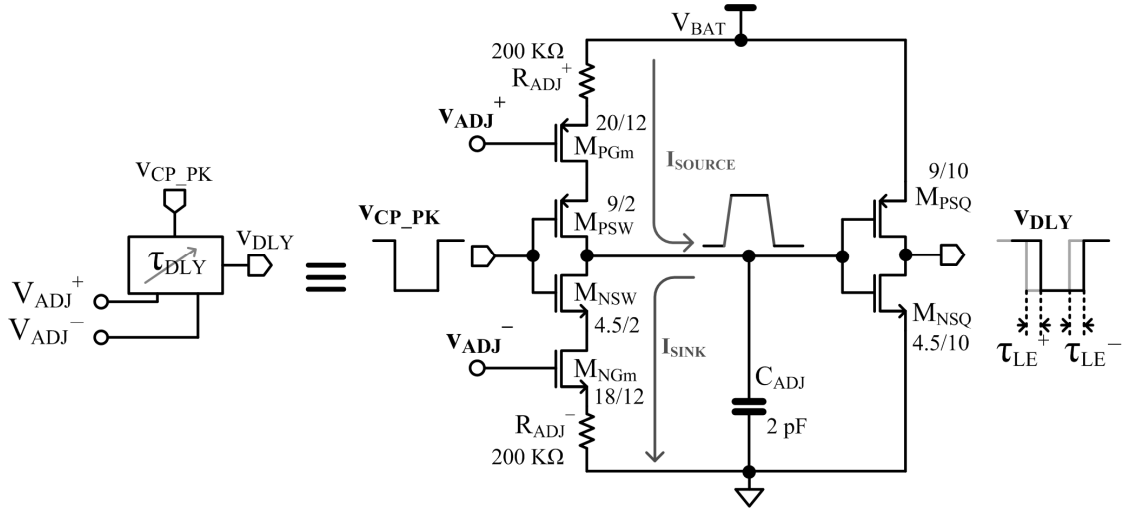 V_BAT
200 KΩ
R_ADJ^+
v_ADJ^+
20/12
M_PGm
I_SOURCE
v_CP_PK
v_CP_PK
9/2
M_PSW
9/10
M_PSQ
v_DLY
v_DLY
τ_DLY
V_ADJ^+
V_ADJ^−
M_NSW
4.5/2
v_ADJ^−
I_SINK
M_NSQ
4.5/10
τ_LE^+ τ_LE^−
M_NGm
18/12
C_ADJ
2 pF
R_ADJ^−
200 KΩ